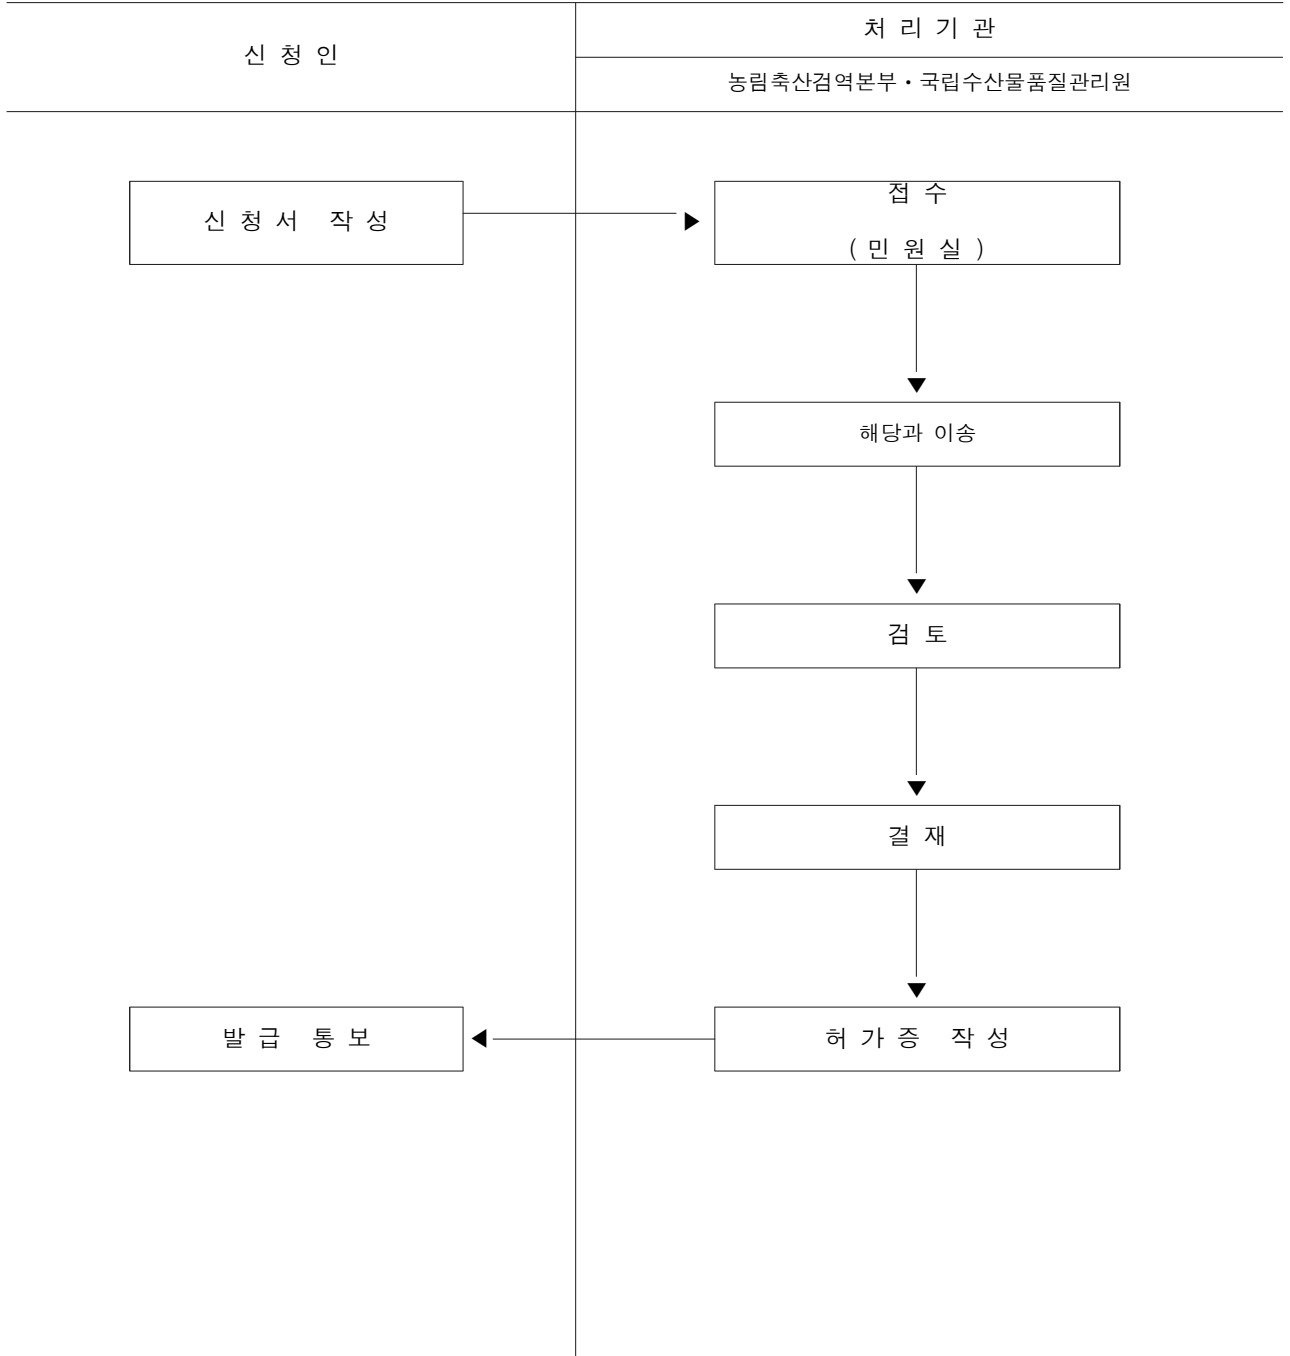 신 청 인
처 리 기 관
농림축산검역본부・국립수산물품질관리원
신 청 서 작 성
접 수
( 민 원 실 )
해당과 이송
검 토
결 재
허 가 증 작 성
발 급 통 보